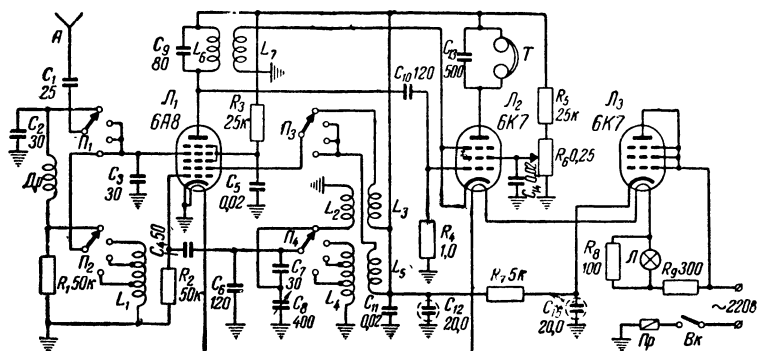 A
C₁
25
C₂
30
Др
R₁ 50к
П₁
П₂
C₃
30
L₁
C₉
80
L₆
L₇
Л₁
6А8
C₄ 50
R₂
50к
R₃
25к
C₅
0,02
C₆
120
C₁₀ 120
П₃
L₂
L₃
П₄
C₇
30
C₈
400
L₄
L₅
C₁₁
0,02
R₄
1,0
C₁₂
20,0
C₁₃
500
Т
Л₂
6К7
C₁₄ 0,02
R₅
25к
R₆ 0,25
R₇ 5к
C₁₅
20,0
Л₃
6К7
R₈
100
Л
R₉ 300
~220в
Пр
Вк